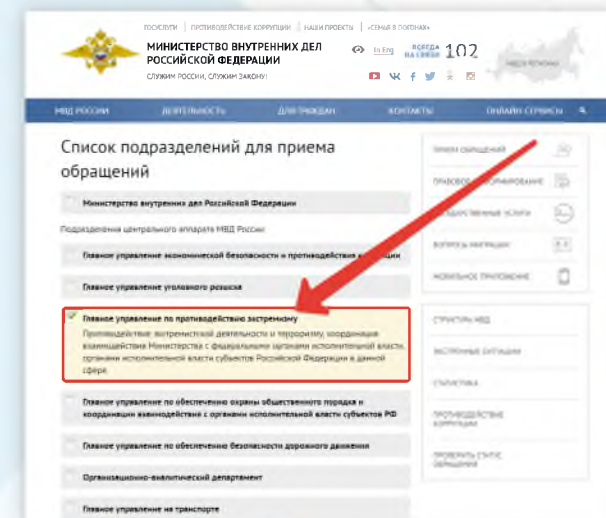 ГОСУСЛУГИ | ПРОТИВОДЕЙСТВИЕ КОРРУПЦИИ | НАШИ ПРОЕКТЫ | «СЕМЬЯ В ПОГОНАХ»
МИНИСТЕРСТВО ВНУТРЕННИХ ДЕЛ
РОССИЙСКОЙ ФЕДЕРАЦИИ
СЛУЖИМ РОССИИ, СЛУЖИМ ЗАКОНУ!
In Eng
ВСЕГДА НА СВЯЗИ 102
МВД В РЕГИОНАХ
МВД РОССИИ ДЕЯТЕЛЬНОСТЬ ДЛЯ ГРАЖДАН КОНТАКТЫ ОНЛАЙН-СЕРВИСЫ
Список подразделений для приема
обращений
Министерство внутренних дел Российской Федерации
Подразделения центрального аппарата МВД России:
Главное управление экономической безопасности и противодействия
Главное управление уголовного розыска
Главное управление по противодействию экстремизму
Противодействие экстремистской деятельности и терроризму, координация
взаимодействия Министерства с федеральными органами исполнительной власти,
органами исполнительной власти субъектов Российской Федерации в данной
сфере.
Главное управление по обеспечению охраны общественного порядка и
координации взаимодействия с органами исполнительной власти субъектов РФ
Главное управление по обеспечению безопасности дорожного движения
Организационно-аналитический департамент
Главное управление на транспорте
ПРИЕМ ОБРАЩЕНИЙ
ПРАВОВОЕ ИНФОРМИРОВАНИЕ
УСЛУГИ
ВОПРОСЫ МИГРАЦИИ
МОБИЛЬНОЕ ПРИЛОЖЕНИЕ
СТРУКТУРА МВД
ЭКСТРЕННЫЕ СИТУАЦИИ
СТАТИСТИКА
ПРОТИВОДЕЙСТВИЕ
КОРРУПЦИИ
ПРОВЕРИТЬ СТАТУС
ОБРАЩЕНИЯ